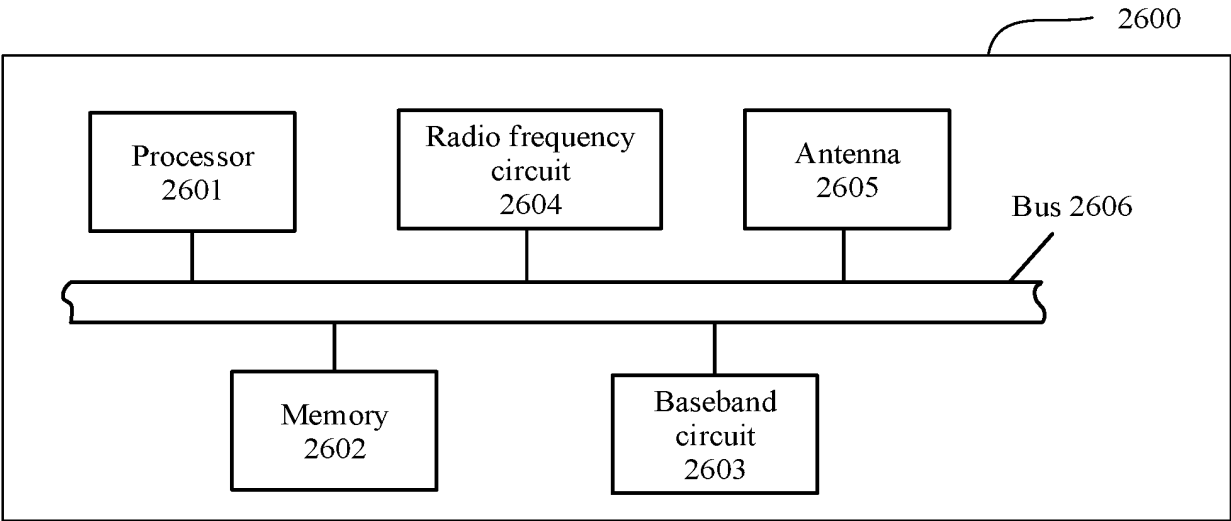 2600
Processor
2601
Radio frequency
circuit
2604
Antenna
2605
Bus 2606
Memory
2602
Baseband
circuit
2603